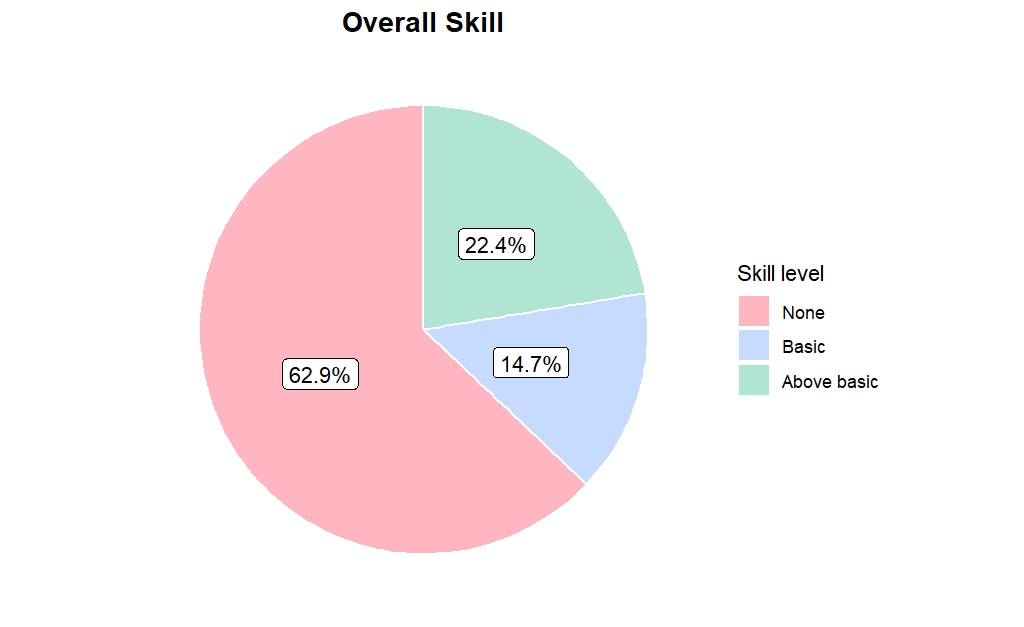 Overall Skill
22.4%
14.7%
62.9%
Skill level
None
Basic
Above basic